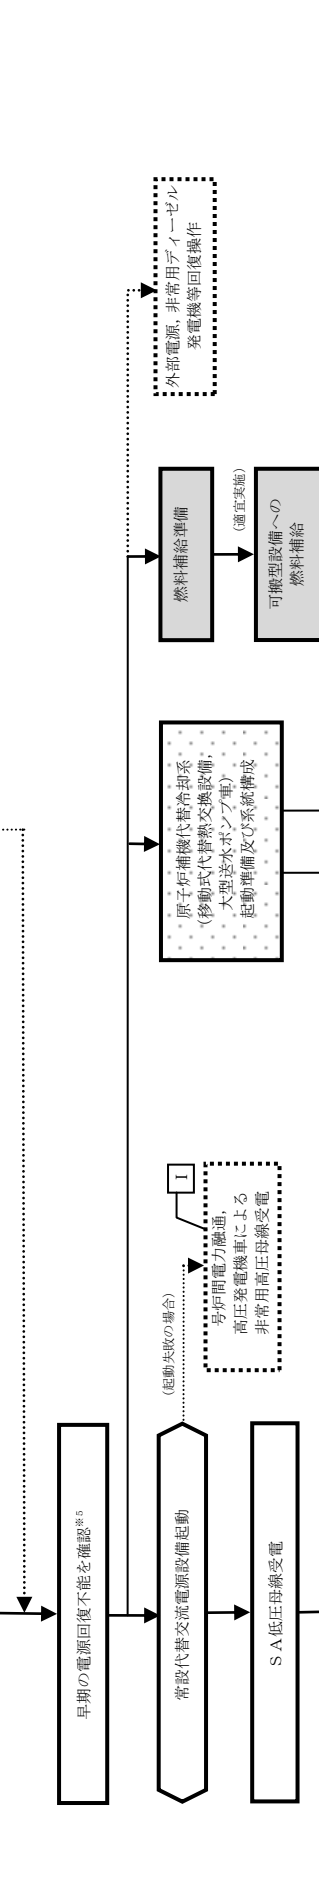 早期の電源回復不能を確認※5
常設代替交流電源設備起動
(起動失敗の場合)
I
号炉間電力融通,
高圧発電機車による
非常用高圧母線受電
ＳＡ低圧母線受電
原子炉補機代替冷却系
(移動式代替熱交換設備,
大型送水ポンプ車)
起動準備及び系統構成
燃料補給準備
(適宜実施)
可搬型設備への
燃料補給
外部電源, 非常用ディーゼル
発電機等回復操作